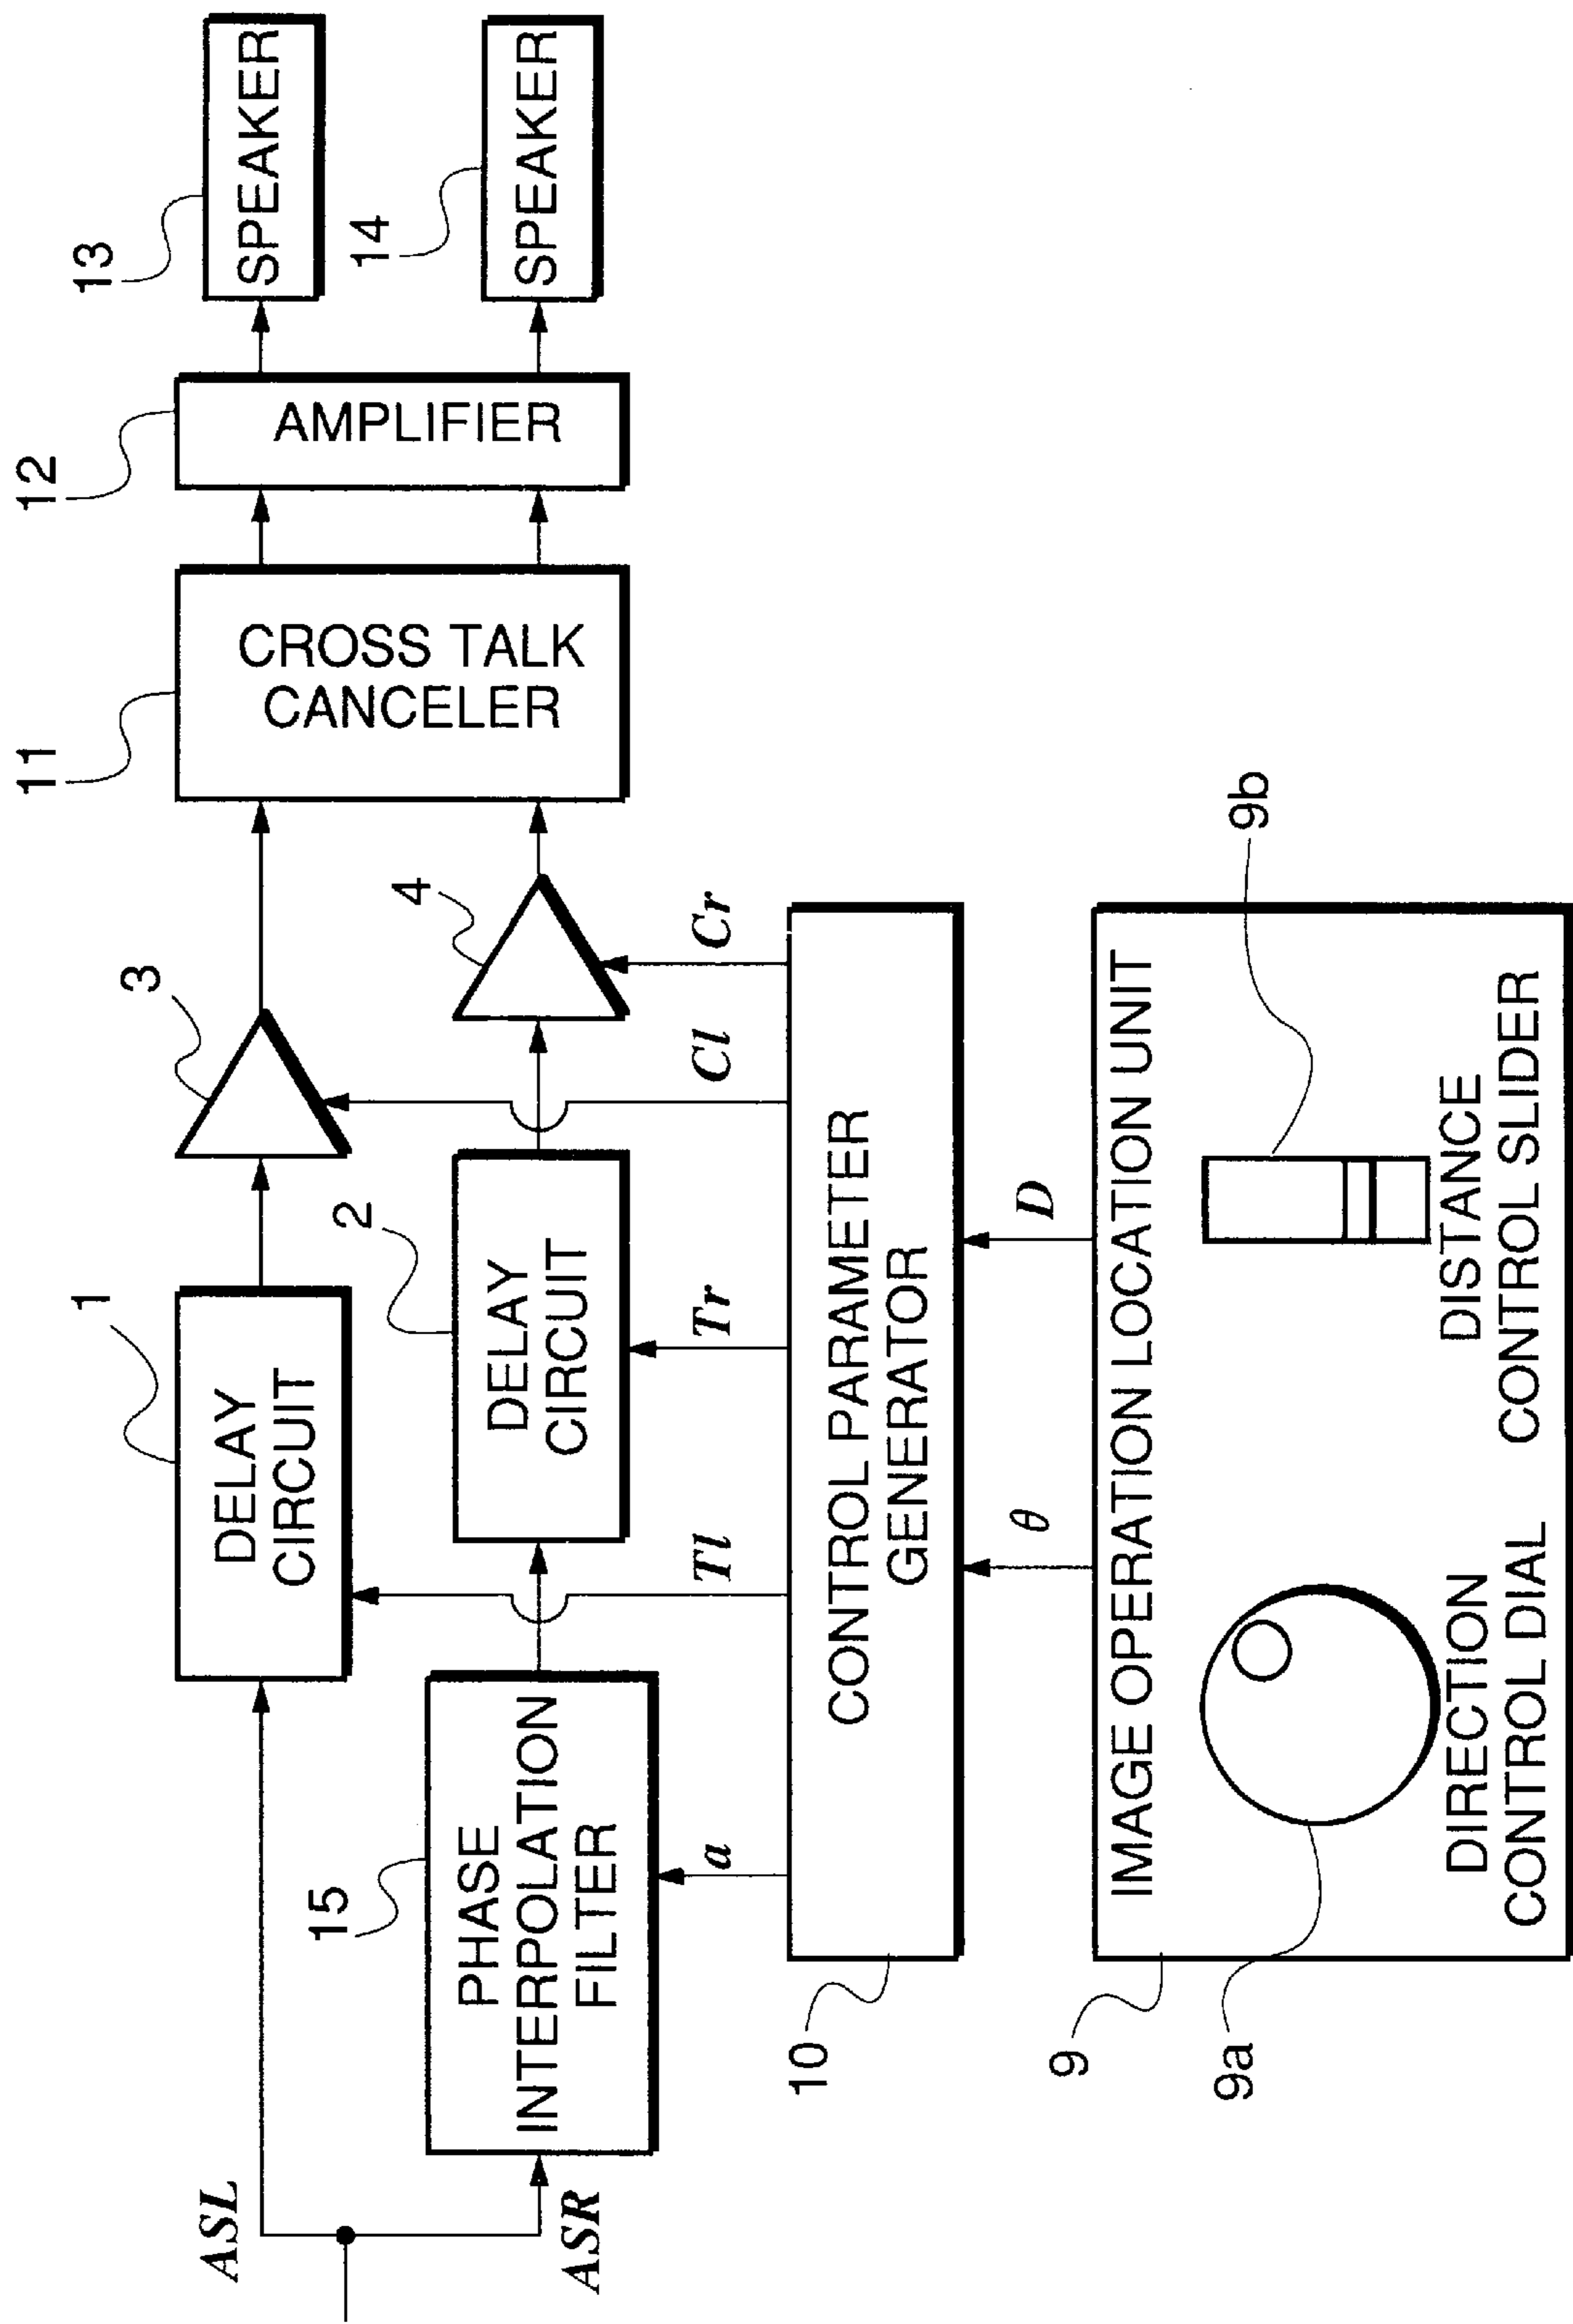 ASL
ASR
1
DELAY
CIRCUIT
3
11
CROSS TALK
CANCELER
12
AMPLIFIER
13
SPEAKER
14
SPEAKER
15
PHASE
INTERPOLATION
FILTER
2
DELAY
CIRCUIT
4
a
Tl
Tr
Cl
Cr
10
CONTROL PARAMETER
GENERATOR
θ
D
9
IMAGE OPERATION LOCATION UNIT
9a
9b
DIRECTION
CONTROL DIAL
DISTANCE
CONTROL SLIDER